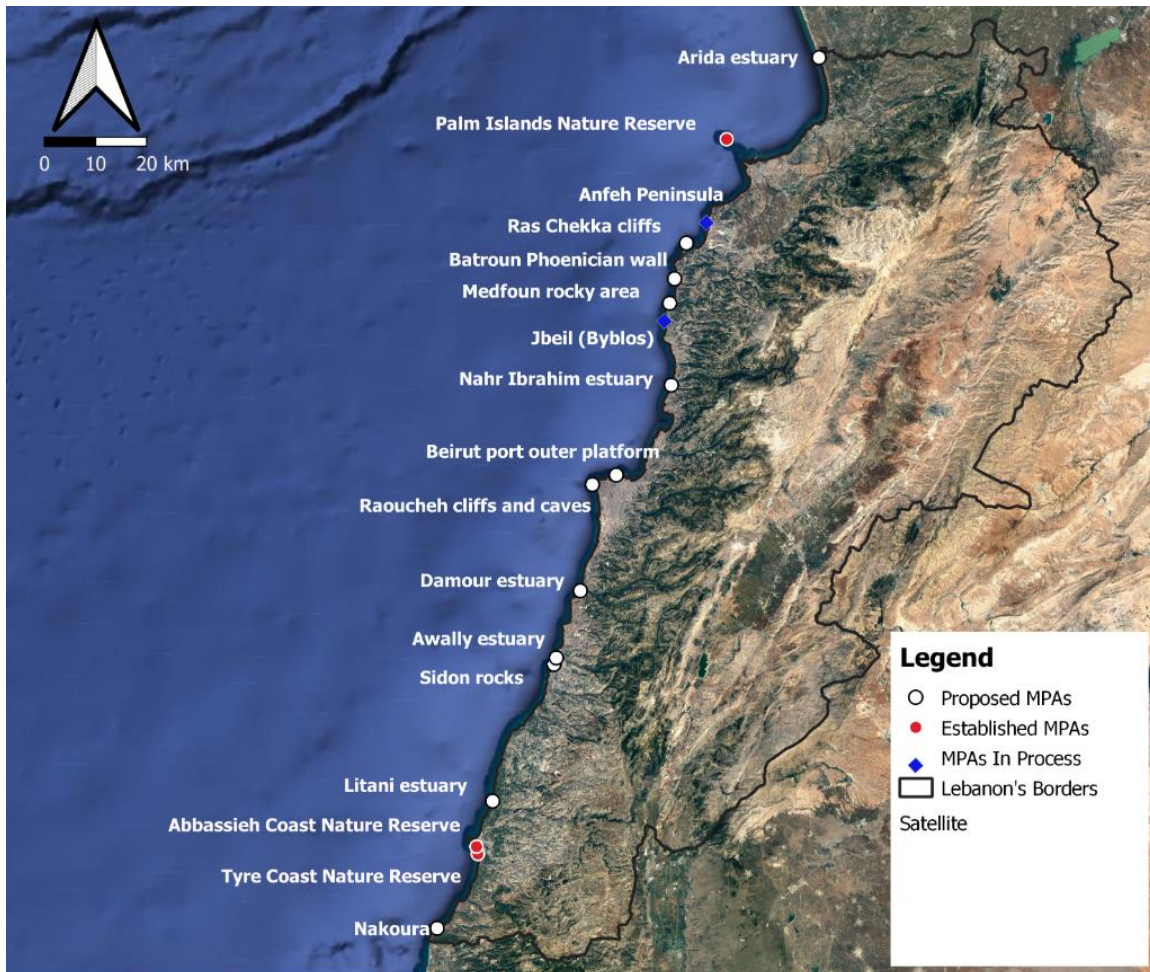 Arida estuary
Palm Islands Nature Reserve
0 10 20 km
Anfeh Peninsula
Ras Chekka cliffs
Batroun Phoenician wall
Medfoun rocky area
Jbeil (Byblos)
Nahr Ibrahim estuary
Beirut port outer platform
Raoucheh cliffs and caves
Damour estuary
Awally estuary
Sidon rocks
Litani estuary
Abbassieh Coast Nature Reserve
Tyre Coast Nature Reserve
Nakoura
Legend
Proposed MPAs
Established MPAs
MPAs In Process
Lebanon's Borders
Satellite